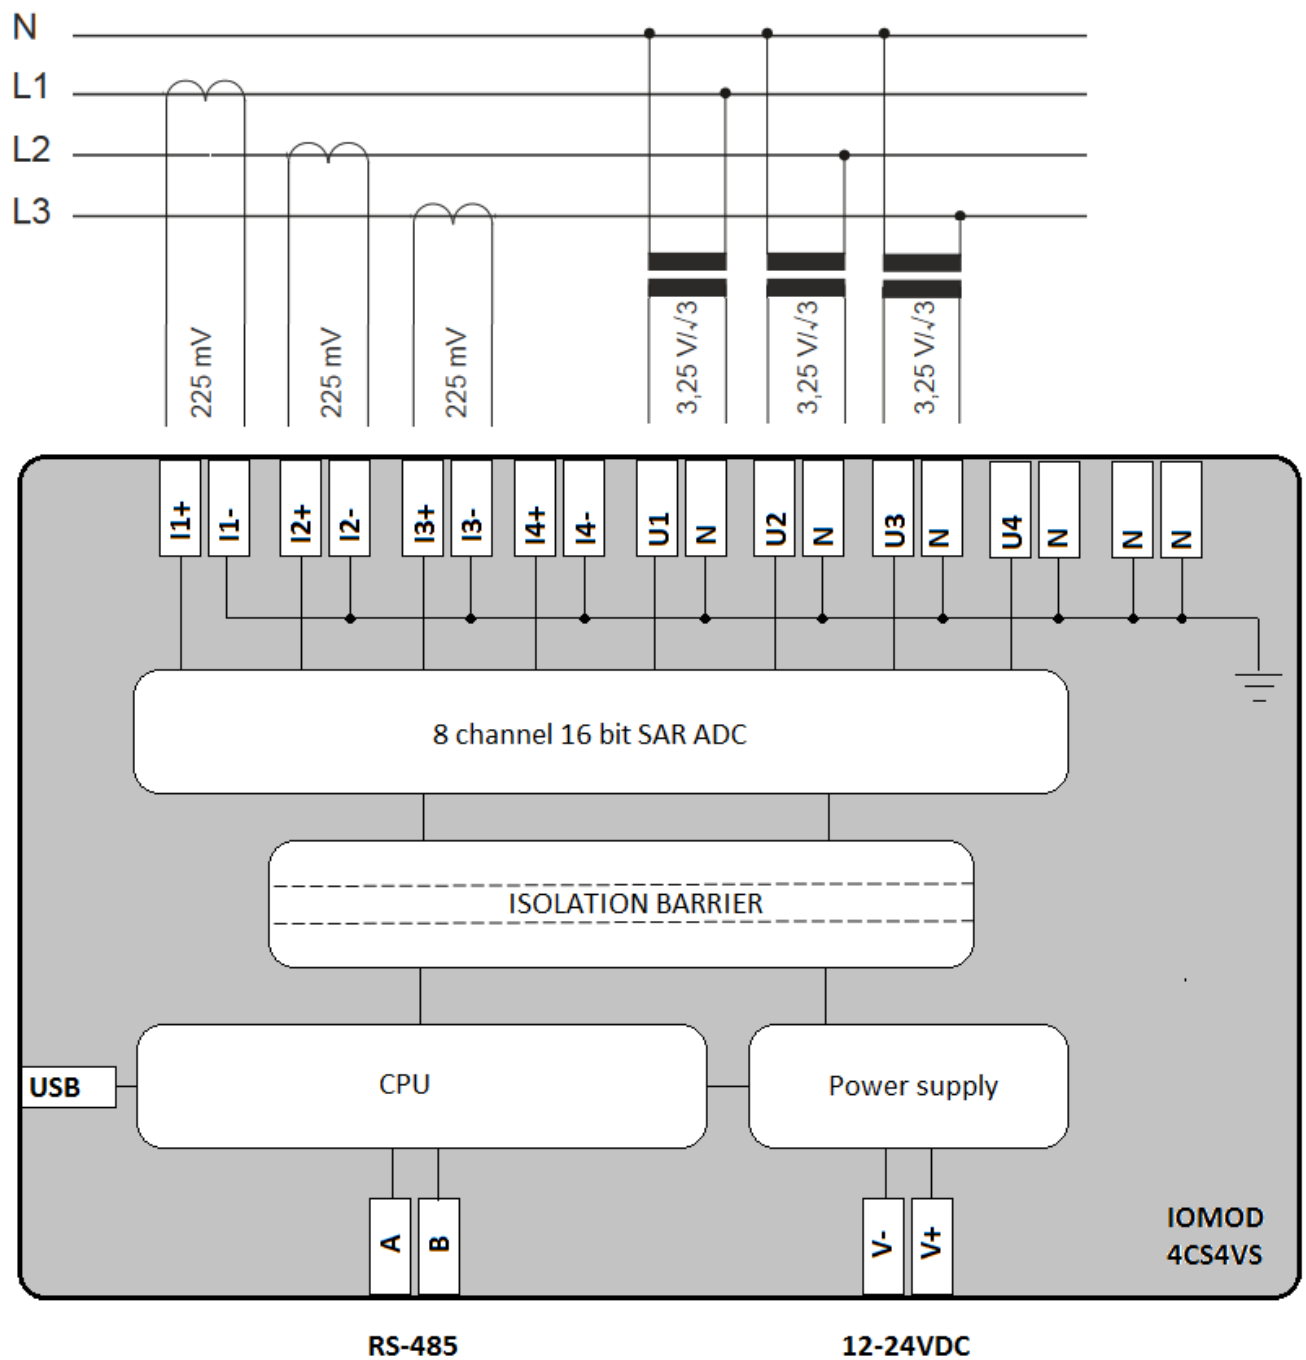 N
L1
L2
L3
225 mV
225 mV
225 mV
3,25 V/√3
3,25 V/√3
3,25 V/√3
I1+
I1-
I2+
I2-
I3+
I3-
I4+
I4-
U1
N
U2
N
U3
N
U4
N
N
N
8 channel 16 bit SAR ADC
ISOLATION BARRIER
USB
CPU
Power supply
A
B
V-
V+
IOMOD
4CS4VS
RS-485
12-24VDC